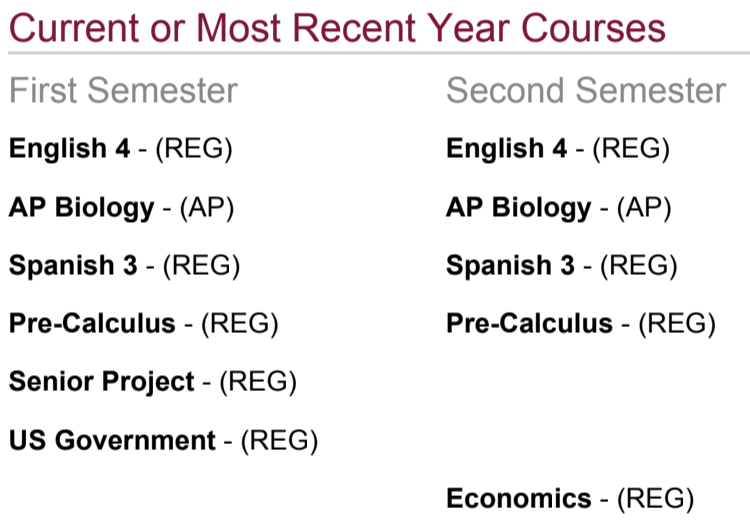 Current or Most Recent Year Courses
First Semester Second Semester
English 4 - (REG) English 4 - (REG)
AP Biology - (AP) AP Biology - (AP)
Spanish 3 - (REG) Spanish 3 - (REG)
Pre-Calculus - (REG) Pre-Calculus - (REG)
Senior Project - (REG)
US Government - (REG)
Economics - (REG)